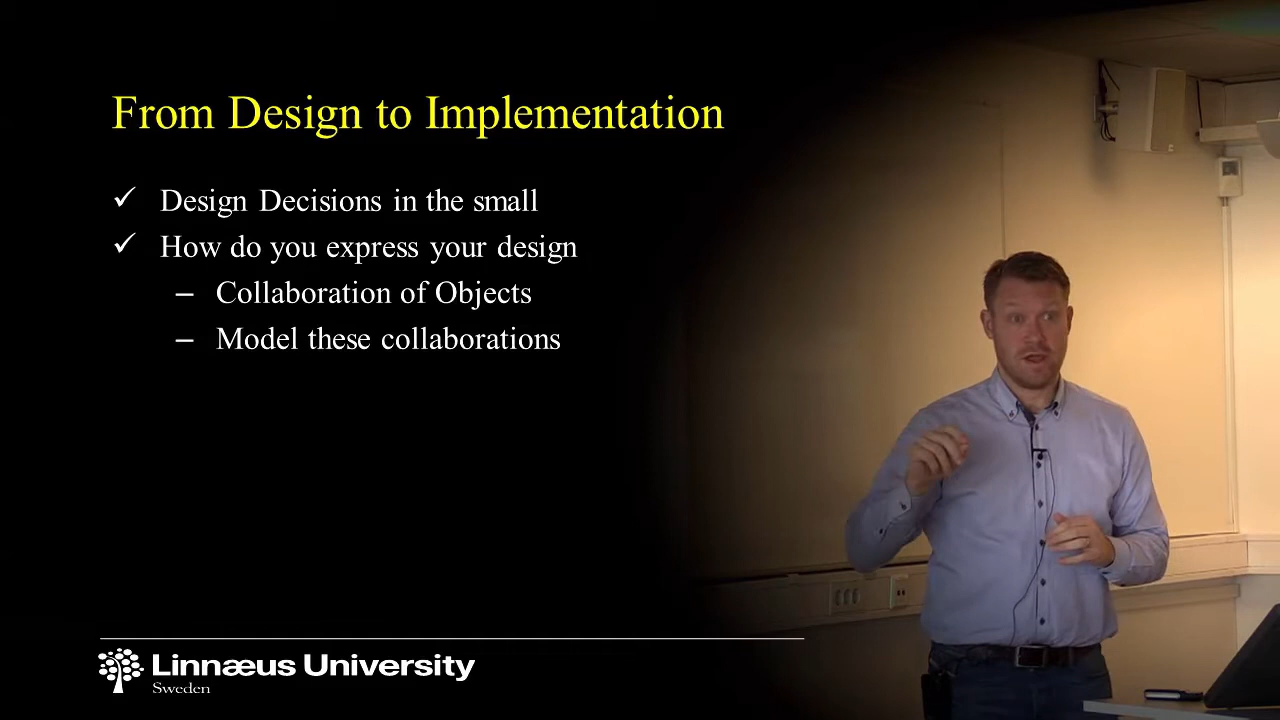 From Design to Implementation
✓ Design Decisions in the small
✓ How do you express your design
– Collaboration of Objects
– Model these collaborations
Linnæus University
Sweden